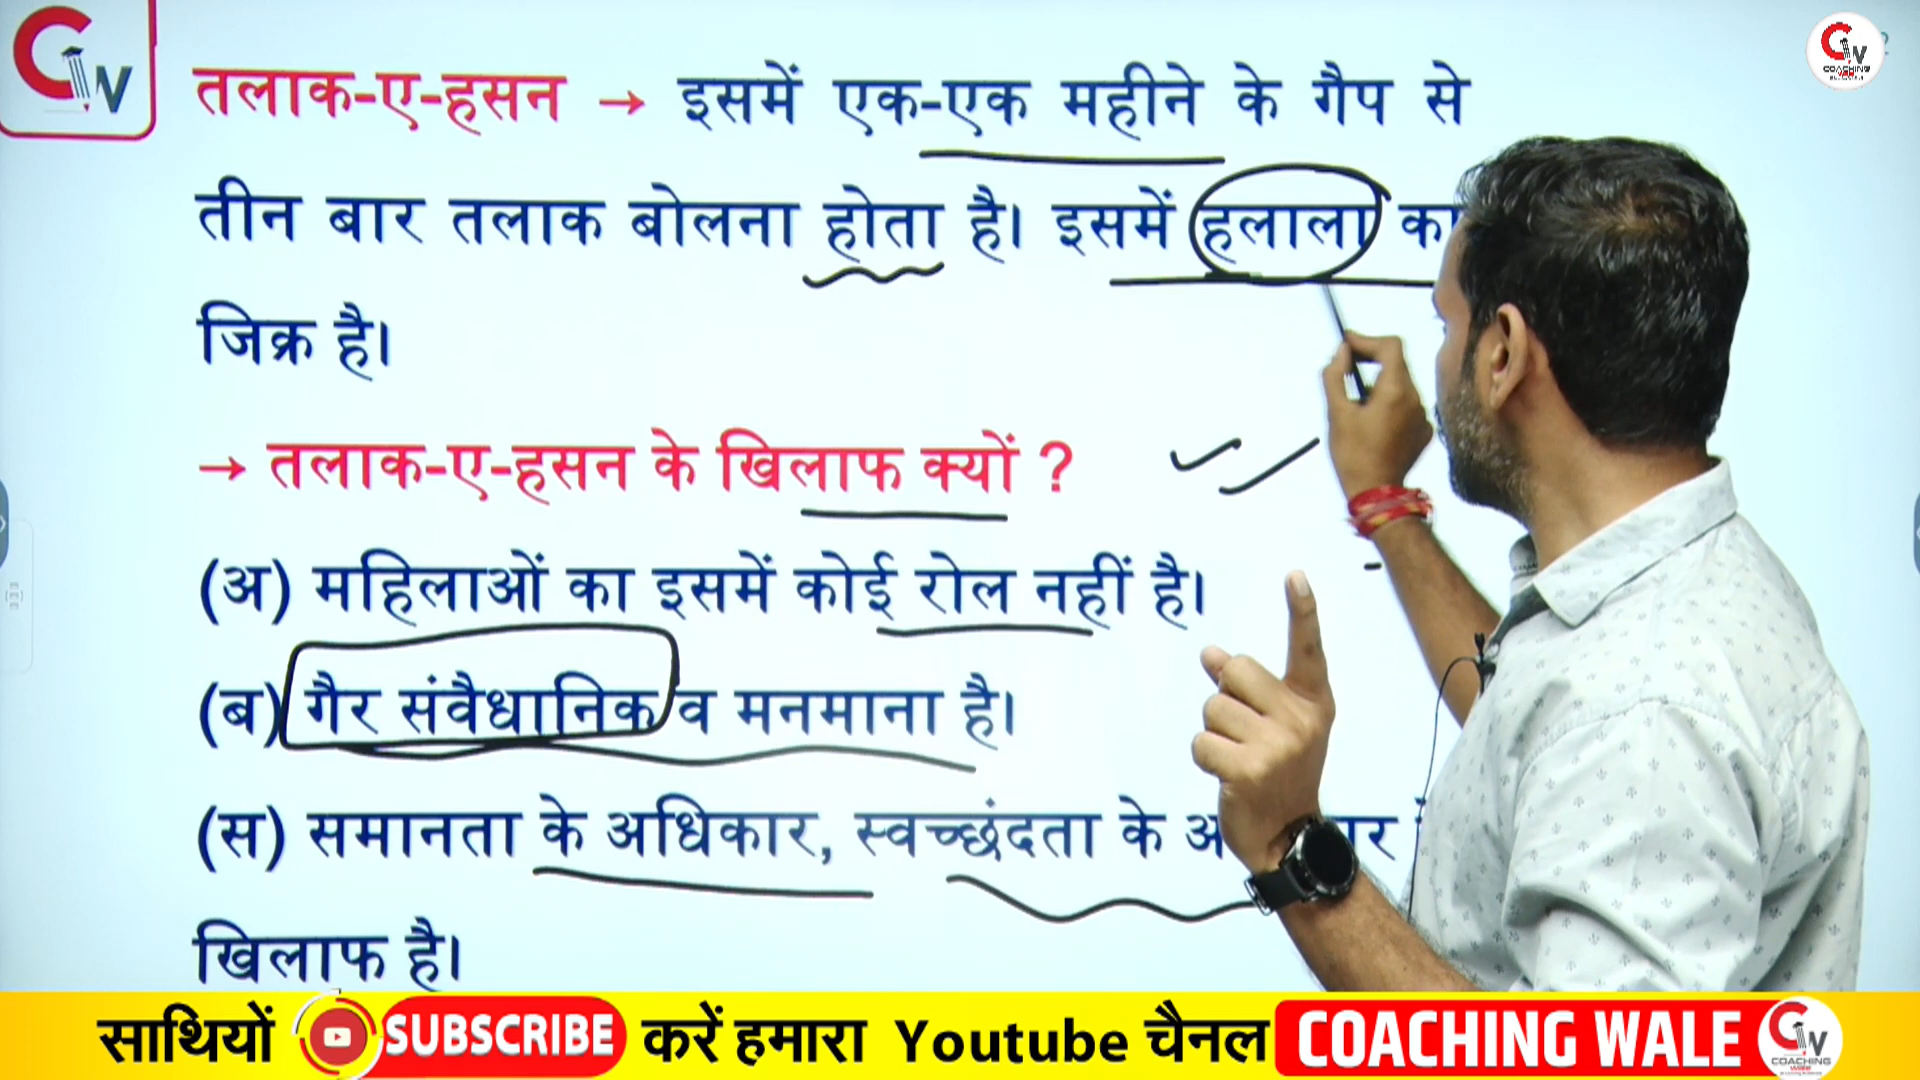 तलाक-ए-हसन → इसमें एक-एक महीने के गैप से
तीन बार तलाक बोलना होता है। इसमें हलाला का
जिक्र है।
→ तलाक-ए-हसन के खिलाफ क्यों ?
(अ) महिलाओं का इसमें कोई रोल नहीं है।
(ब) गैर संवैधानिक व मनमाना है।
(स) समानता के अधिकार, स्वच्छंदता के
खिलाफ है।
साथियों SUBSCRIBE करें हमारा Youtube चैनल COACHING WALE
COACHING